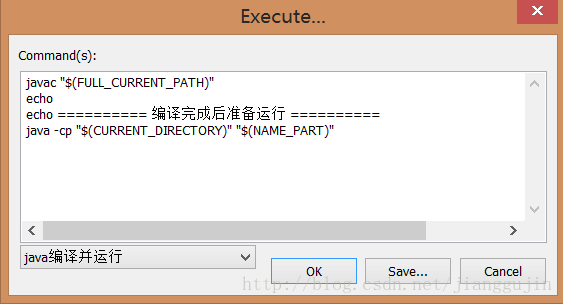 Execute...
Command(s):
javac "$(FULL_CURRENT_PATH)"
echo
echo ========== 编译完成后准备运行 ==========
java -cp "$(CURRENT_DIRECTORY)" "$(NAME_PART)"
java编译并运行
OK
Save...
Cancel
http://blog.csdn.net/jianggujin